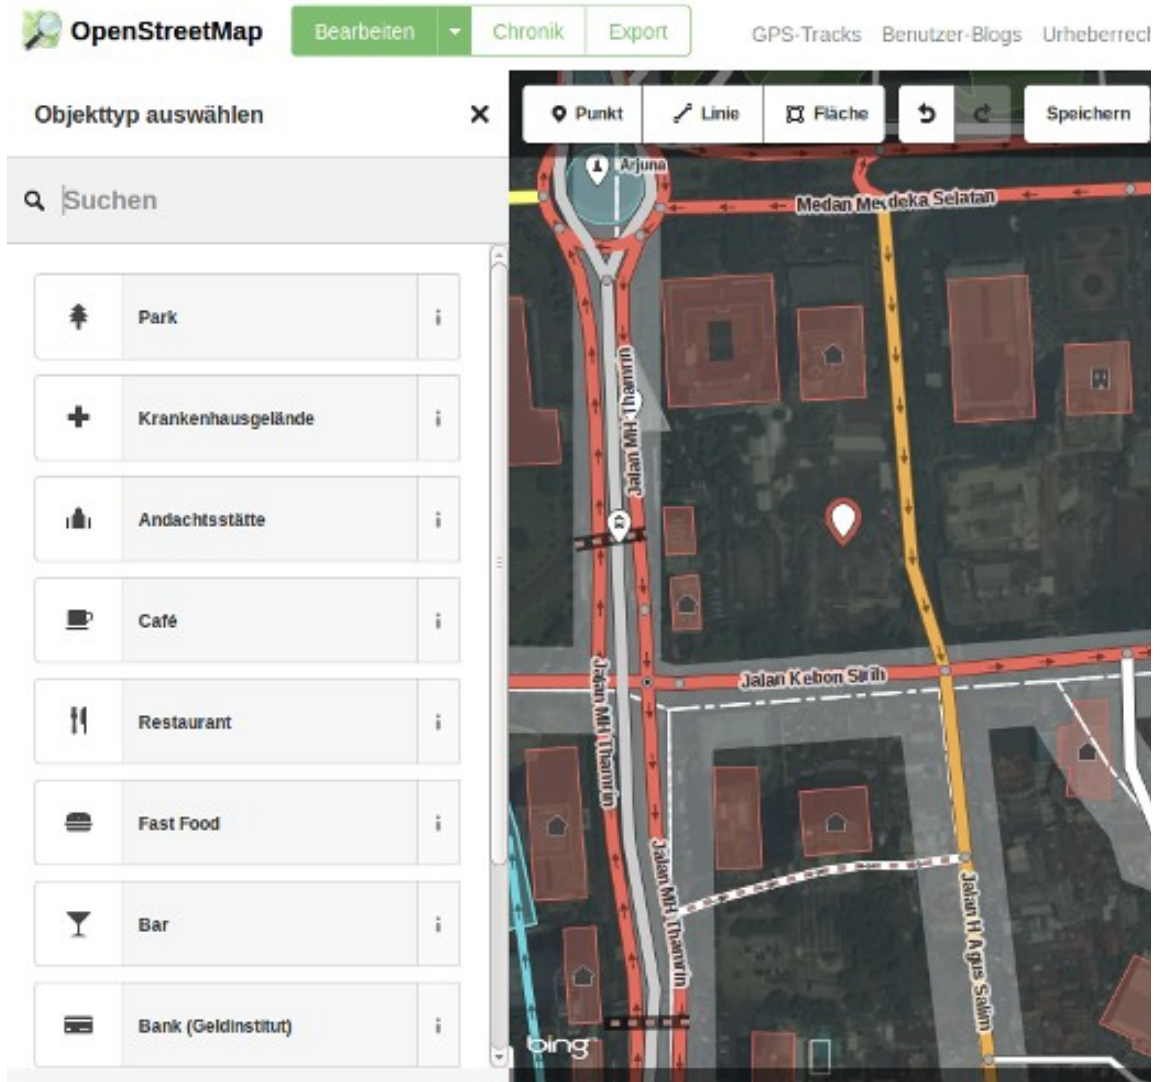 OpenStreetMap
Bearbeiten
Chronik
Export
GPS-Tracks
Benutzer-Blogs
Urheberrech
Objekttyp auswählen
Punkt
Linie
Fläche
Speichern
Suchen
Park
Krankenhausgelände
Andachtsstätte
Café
Restaurant
Fast Food
Bar
Bank (Geldinstitut)
Arjuna
Medan Merdeka Selatan
Jalan MH Thamrin
Jalan Kebon Sirih
Jalan MH Thamrin
Jalan MH Thamrin
Jalan H Agus Salim
bing